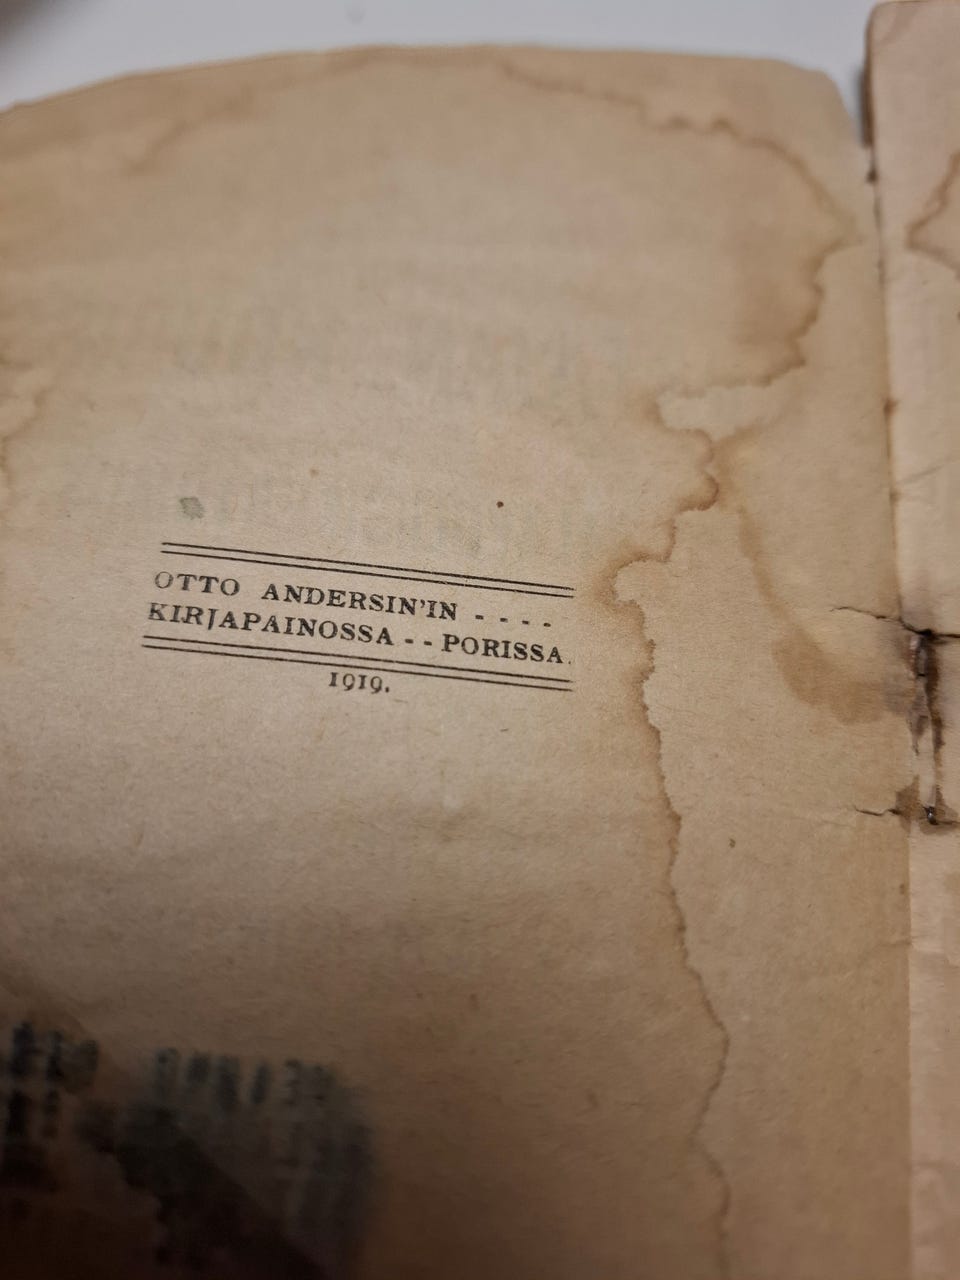 OTTO ANDERSIN'IN - - - -
KIRJAPAINOSSA - - PORISSA.
1919.